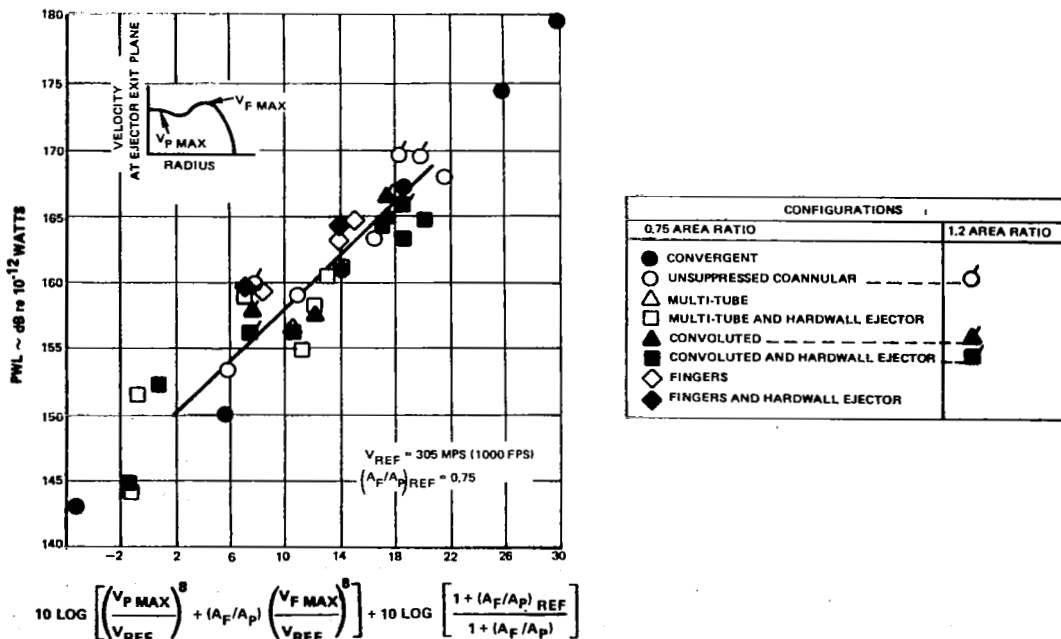 PWL ~ dB re 10⁻¹² WATTS
180
175
170
165
160
155
150
145
140
VELOCITY
AT EJECTOR EXIT PLANE
V_F MAX
V_P MAX
RADIUS
V_REF = 305 MPS (1000 FPS)
(A_F/A_P)_REF = 0.75
-2 2 6 10 14 18 22 26 30
10 LOG [(V_P MAX/V_REF)⁸ + (A_F/A_P) (V_F MAX/V_REF)⁸] + 10 LOG [1 + (A_F/A_P)_REF/1 + (A_F/A_P)]
CONFIGURATIONS
0.75 AREA RATIO 1.2 AREA RATIO
CONVERGENT
UNSUPPRESSED COANNULAR
MULTI-TUBE
MULTI-TUBE AND HARDWALL EJECTOR
CONVOLUTED
CONVOLUTED AND HARDWALL EJECTOR
FINGERS
FINGERS AND HARDWALL EJECTOR